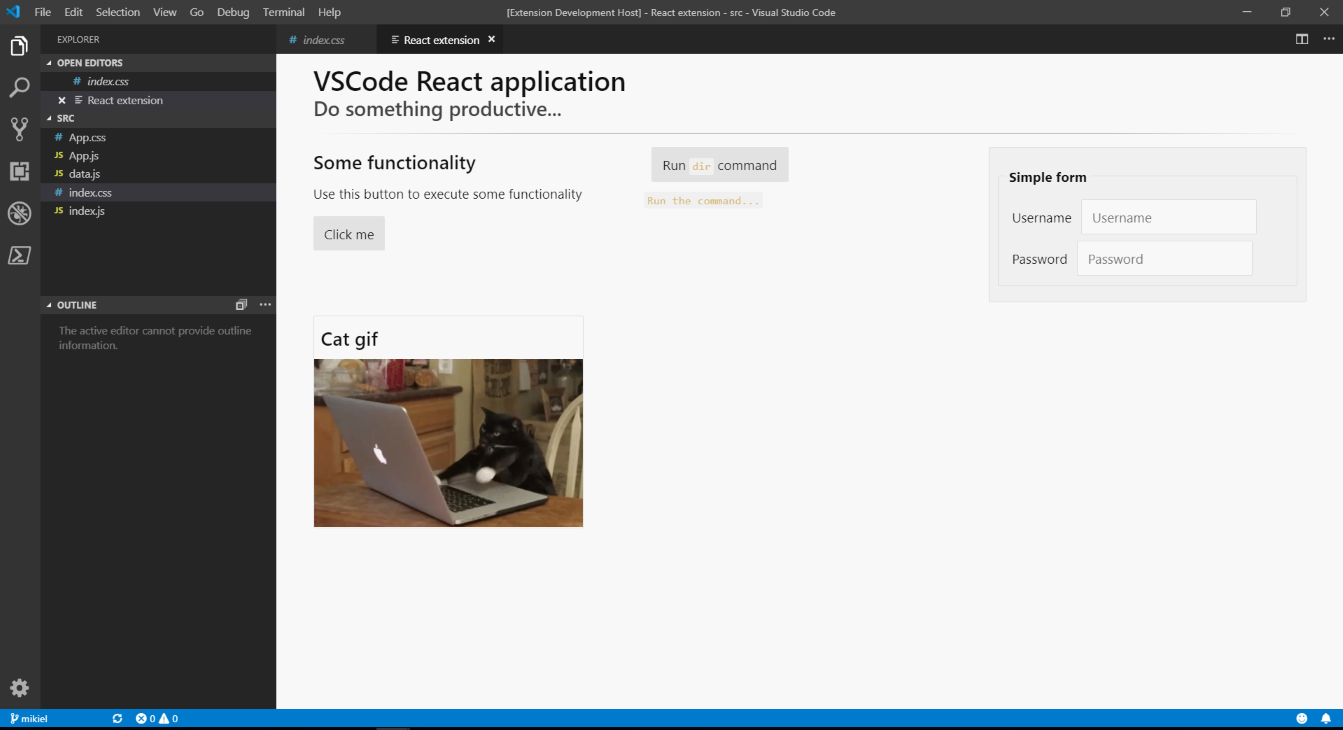 File Edit Selection View Go Debug Terminal Help
[Extension Development Host] - React extension - src - Visual Studio Code
EXPLORER
OPEN EDITORS
# index.css
React extension
SRC
# App.css
JS App.js
JS data.js
# index.css
JS index.js
OUTLINE
The active editor cannot provide outline
information.
# index.css
React extension
VSCode React application
Do something productive...
Some functionality
Use this button to execute some functionality
Click me
Run dir command
Run the command...
Simple form
Username Username
Password Password
Cat gif
mikiel
0 0